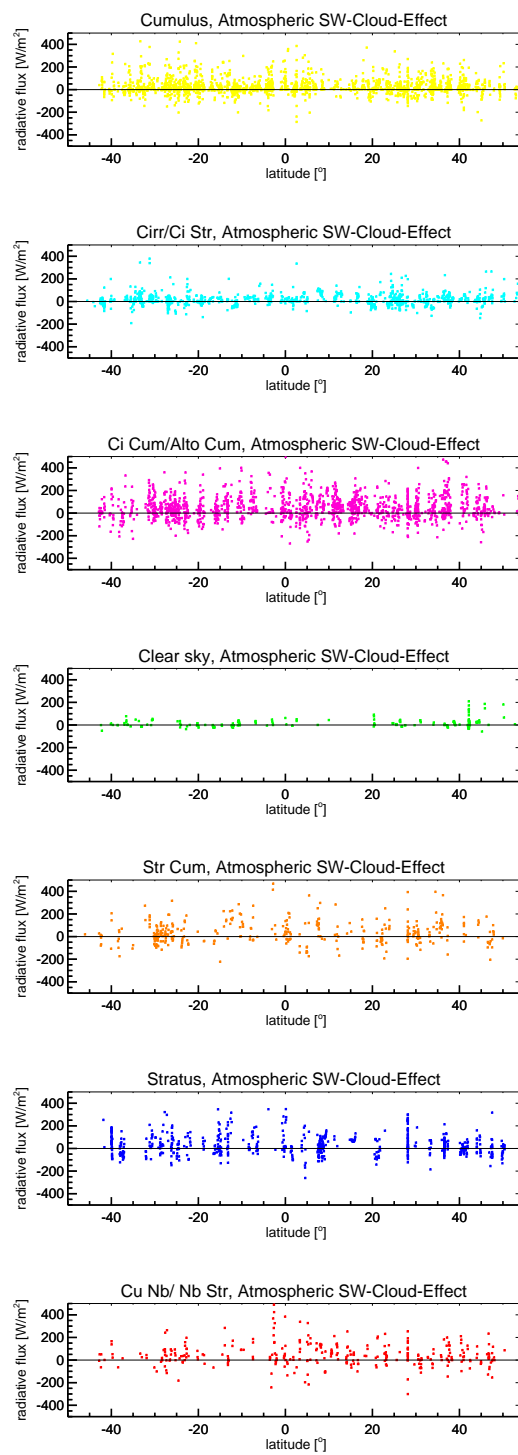 Cumulus, Atmospheric SW-Cloud-Effect
radiative flux [W/m²]
400
200
0
-200
-400
-40 -20 0 20 40
latitude [°]
Cirr/Ci Str, Atmospheric SW-Cloud-Effect
radiative flux [W/m²]
400
200
0
-200
-400
-40 -20 0 20 40
latitude [°]
Ci Cum/Alto Cum, Atmospheric SW-Cloud-Effect
radiative flux [W/m²]
400
200
0
-200
-400
-40 -20 0 20 40
latitude [°]
Clear sky, Atmospheric SW-Cloud-Effect
radiative flux [W/m²]
400
200
0
-200
-400
-40 -20 0 20 40
latitude [°]
Str Cum, Atmospheric SW-Cloud-Effect
radiative flux [W/m²]
400
200
0
-200
-400
-40 -20 0 20 40
latitude [°]
Stratus, Atmospheric SW-Cloud-Effect
radiative flux [W/m²]
400
200
0
-200
-400
-40 -20 0 20 40
latitude [°]
Cu Nb/ Nb Str, Atmospheric SW-Cloud-Effect
radiative flux [W/m²]
400
200
0
-200
-400
-40 -20 0 20 40
latitude [°]